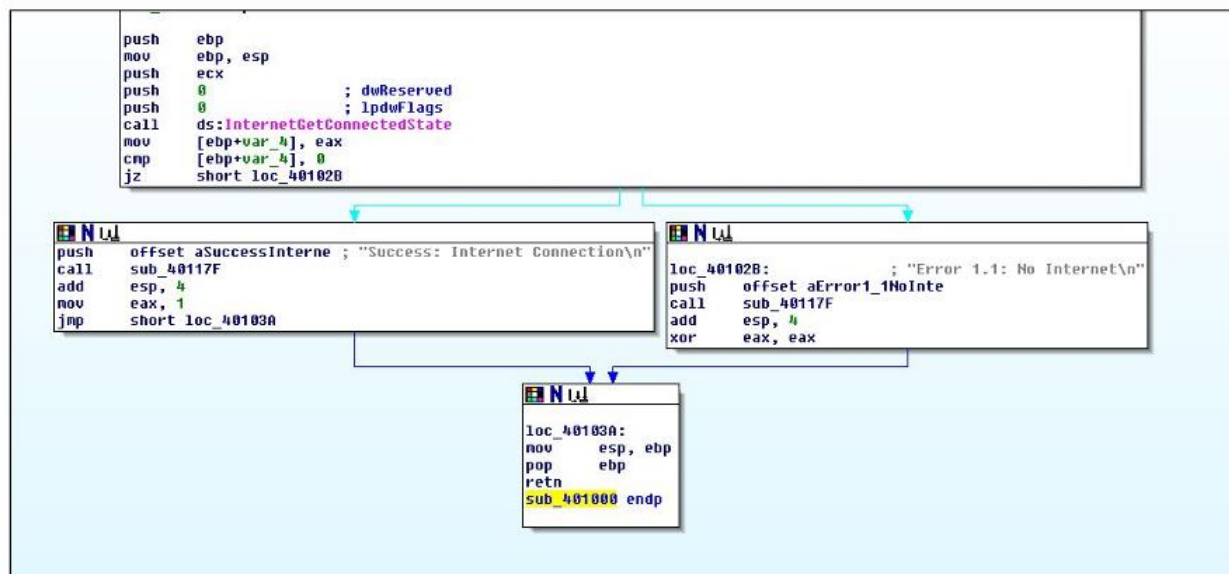 push ebp
mov ebp, esp
push ecx
push 0 ; dwReserved
push 0 ; lpdwFlags
call ds:InternetGetConnectedState
mov [ebp+var_4], eax
cmp [ebp+var_4], 0
jz short loc_40102B
push offset aSuccessInterne ; "Success: Internet Connection\n"
call sub_40117F
add esp, 4
mov eax, 1
jmp short loc_40103A
loc_40102B: ; "Error 1.1: No Internet\n"
push offset aError1_1NoInte
call sub_40117F
add esp, 4
xor eax, eax
loc_40103A:
mov esp, ebp
pop ebp
retn
sub_401000 endp